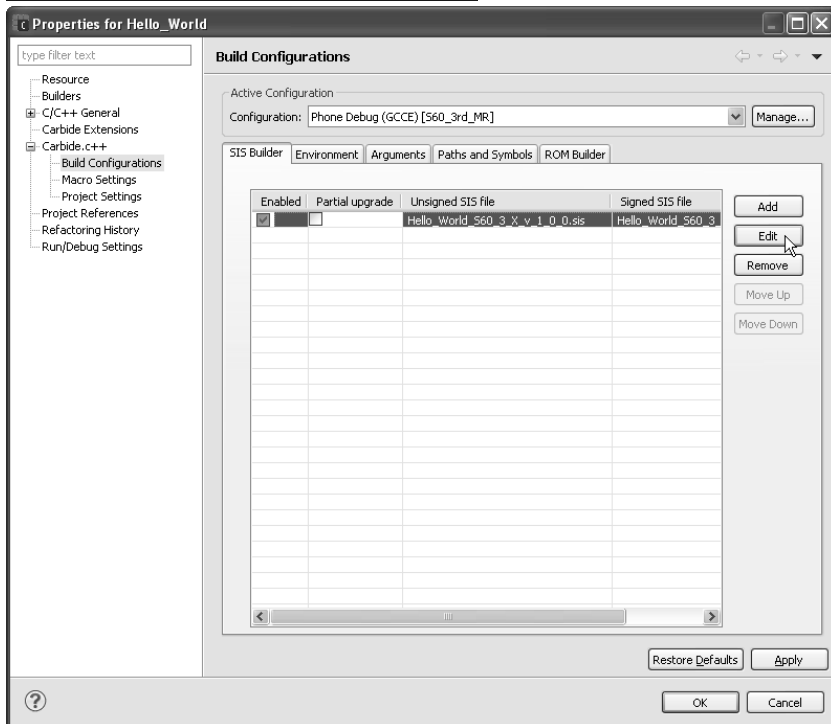 Properties for Hello_World
type filter text
Resource
Builders
C/C++ General
Carbide Extensions
Carbide.c++
Build Configurations
Macro Settings
Project Settings
Project References
Refactoring History
Run/Debug Settings
Build Configurations
Active Configuration
Configuration: Phone Debug (GCCE) [S60_3rd_MR] Manage...
SIS Builder Environment Arguments Paths and Symbols ROM Builder
Enabled Partial upgrade Unsigned SIS file Signed SIS file
Hello_World_S60_3_X_v_1_0_0.sis Hello_World_S60_3
Add
Edit
Remove
Move Up
Move Down
Restore Defaults Apply
? OK Cancel